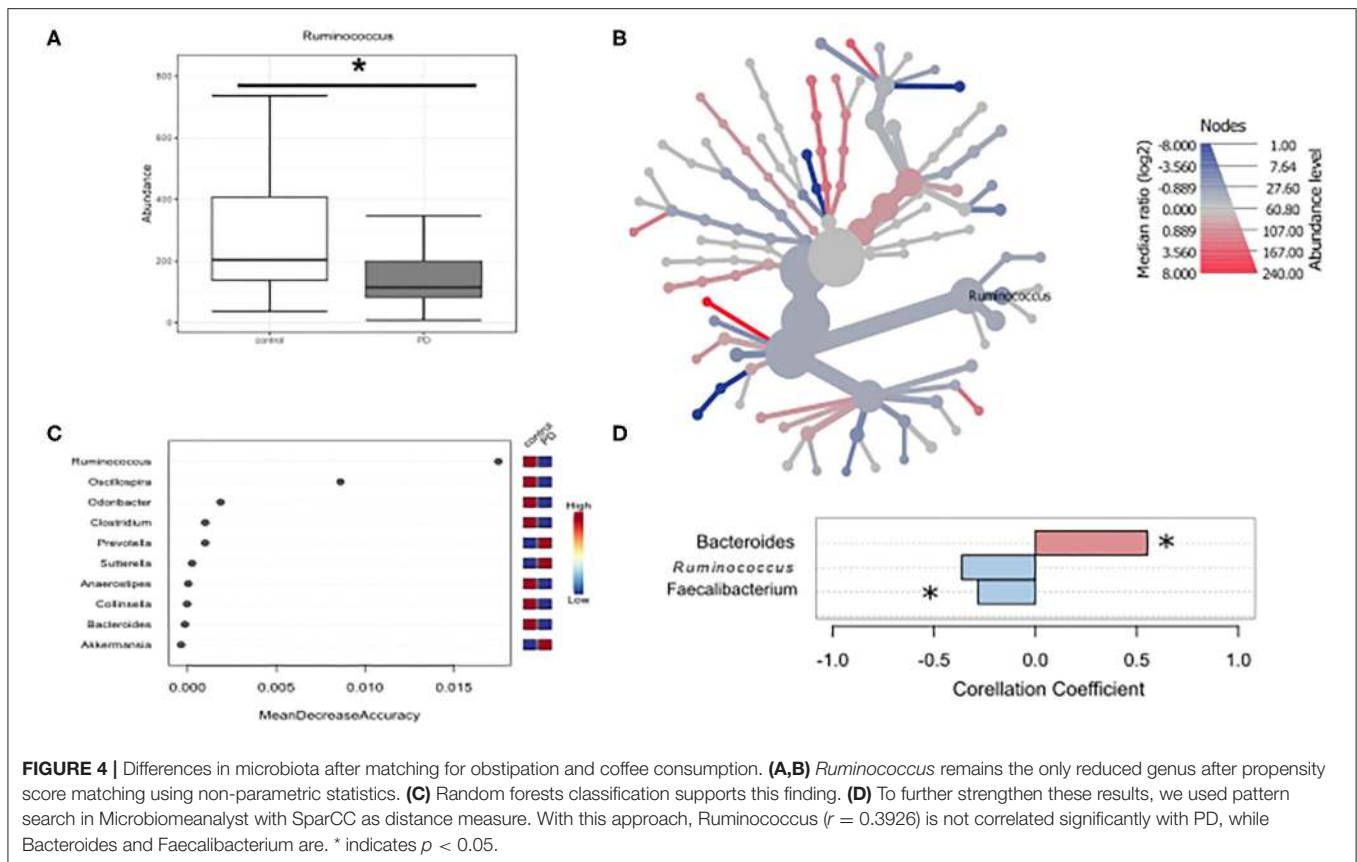 A
Ruminococcus
*
800
600
400
200
0
Abundance
control
PD
B
Ruminococcus
Nodes
Median ratio (log2)
Abundance level
-8.000 1.00
-3.560 7.64
-0.889 27.60
0.000 60.80
0.889 107.00
3.560 167.00
8.000 240.00
C
control
PD
Ruminococcus
Oscillospira
Odoribacter
Clostridium
Prevotella
Sutterella
Anaerostipes
Collinsella
Bacteroides
Akkermansia
High
Low
0.000 0.005 0.010 0.015
MeanDecreaseAccuracy
D
Bacteroides *
Ruminococcus
Faecalibacterium *
-1.0 -0.5 0.0 0.5 1.0
Corellation Coefficient
FIGURE 4 | Differences in microbiota after matching for obstipation and coffee consumption. (A,B) Ruminococcus remains the only reduced genus after propensity
score matching using non-parametric statistics. (C) Random forests classification supports this finding. (D) To further strengthen these results, we used pattern
search in Microbiomeanalyst with SparCC as distance measure. With this approach, Ruminococcus (r = 0.3926) is not correlated significantly with PD, while
Bacteroides and Faecalibacterium are. * indicates p < 0.05.